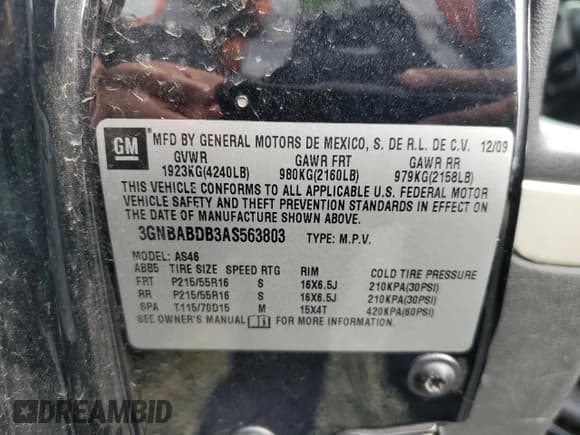 GM
MFD BY GENERAL MOTORS DE MEXICO, S. DE R.L. DE C.V. 12/09
GVWR GAWR FRT GAWR RR
1923KG(4240LB) 980KG(2160LB) 979KG(2158LB)
THIS VEHICLE CONFORMS TO ALL APPLICABLE U.S. FEDERAL MOTOR
VEHICLE SAFETY AND THEFT PREVENTION STANDARDS IN EFFECT ON THE
DATE OF MANUFACTURE SHOWN ABOVE.
3GNBABDB3AS563803 TYPE: M.P.V.
MODEL: AS46
ABB5 TIRE SIZE SPEED RTG RIM COLD TIRE PRESSURE
FRT P215/55R16 S 16X6.5J 210KPA(30PSI)
RR P215/55R16 S 16X6.5J 210KPA(30PSI)
SPA T115/70D15 M 15X4T 420KPA(60PSI)
SEE OWNER'S MANUAL FOR MORE INFORMATION.
DREAMBID